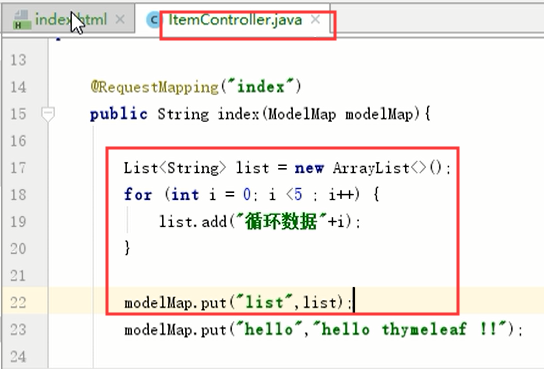 index.html × ItemController.java ×
13
14 @RequestMapping("index")
15 public String index(ModelMap modelMap){
16
17 List<String> list = new ArrayList<>();
18 for (int i = 0; i <5 ; i++) {
19 list.add("循环数据"+i);
20 }
21
22 modelMap.put("list",list);
23 modelMap.put("hello","hello thymeleaf !!");
24